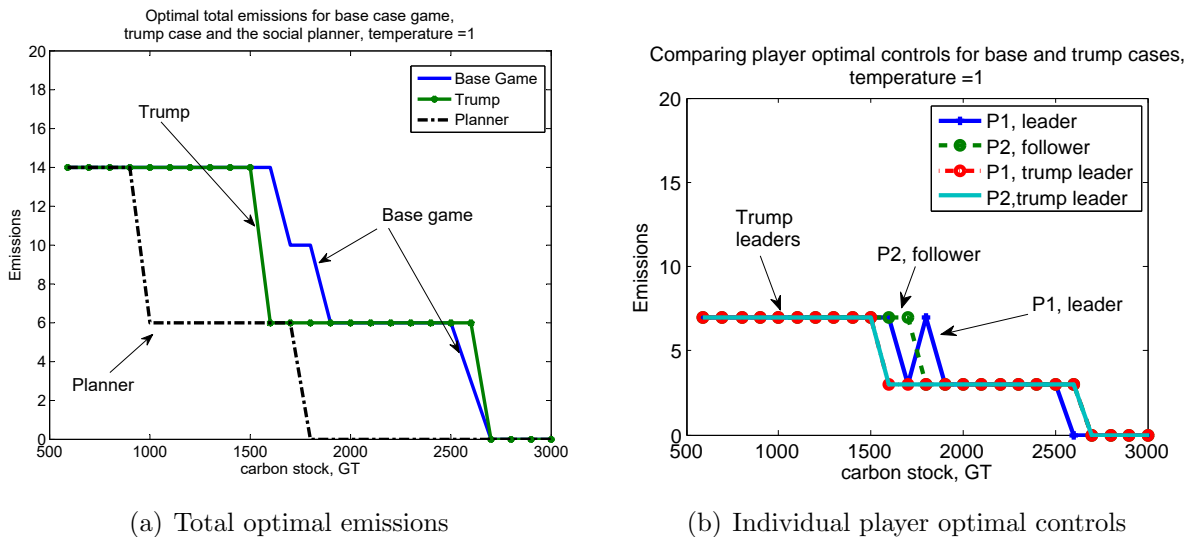 Optimal total emissions for base case game,
trump case and the social planner, temperature =1
20
18
16
14
12
10
8
6
4
2
0
500
1000
1500
2000
2500
3000
Emissions
carbon stock, GT
Base Game
Trump
Planner
Trump
Base game
Planner
(a) Total optimal emissions
Comparing player optimal controls for base and trump cases,
temperature =1
20
15
10
5
0
500
1000
1500
2000
2500
3000
Emissions
carbon stock, GT
P1, leader
P2, follower
P1, trump leader
P2,trump leader
Trump
leaders
P2, follower
P1, leader
(b) Individual player optimal controls